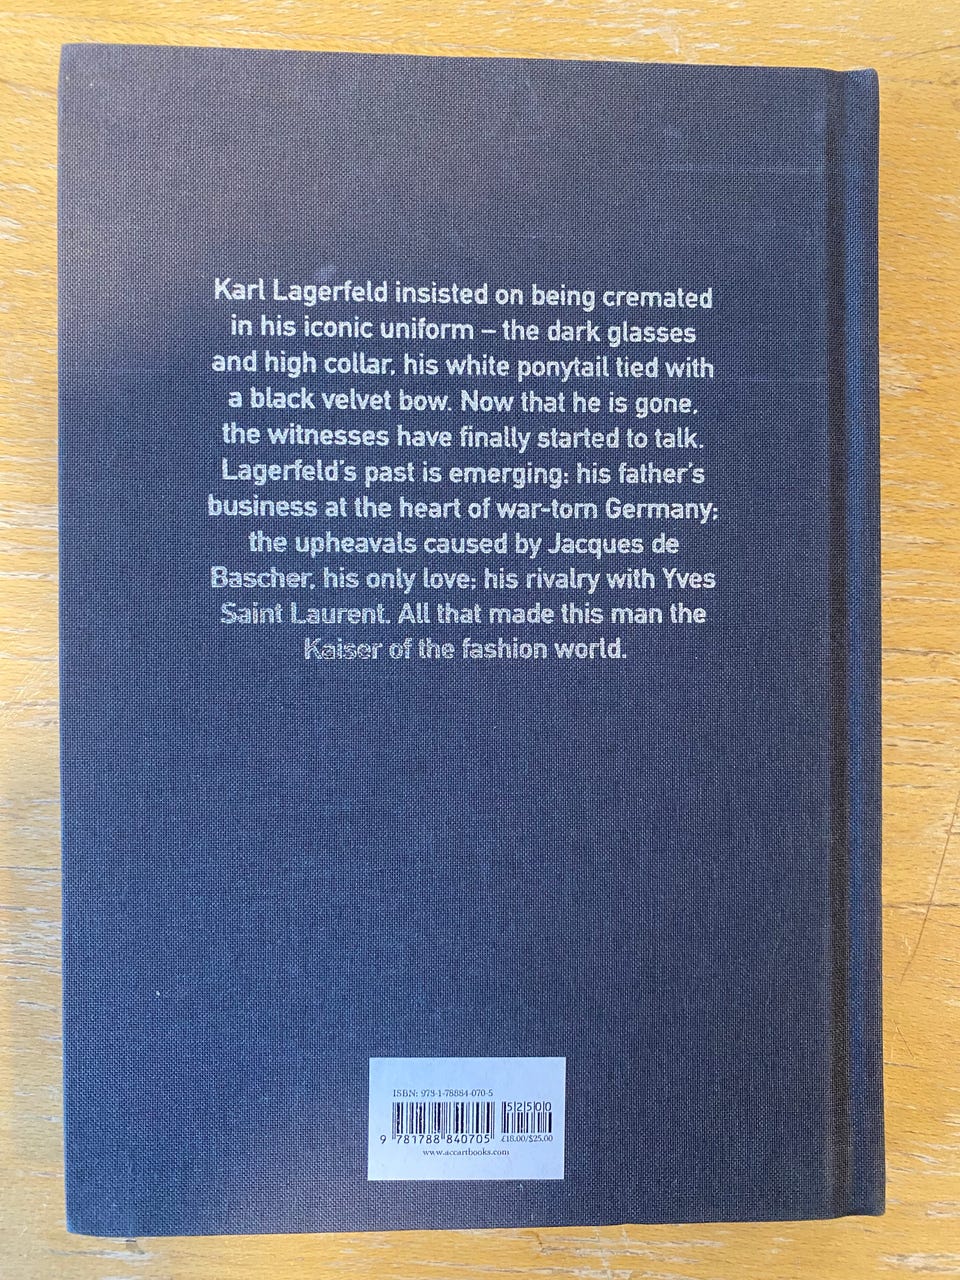 Karl Lagerfeld insisted on being cremated
in his iconic uniform – the dark glasses
and high collar, his white ponytail tied with
a black velvet bow. Now that he is gone,
the witnesses have finally started to talk.
Lagerfeld's past is emerging: his father's
business at the heart of war-torn Germany;
the upheavals caused by Jacques de
Bascher, his only love; his rivalry with Yves
Saint Laurent. All that made this man the
Kaiser of the fashion world.
ISBN: 978-1-78884-070-5
52500
9 781788 840705
£18.00/$25.00
www.accartbooks.com